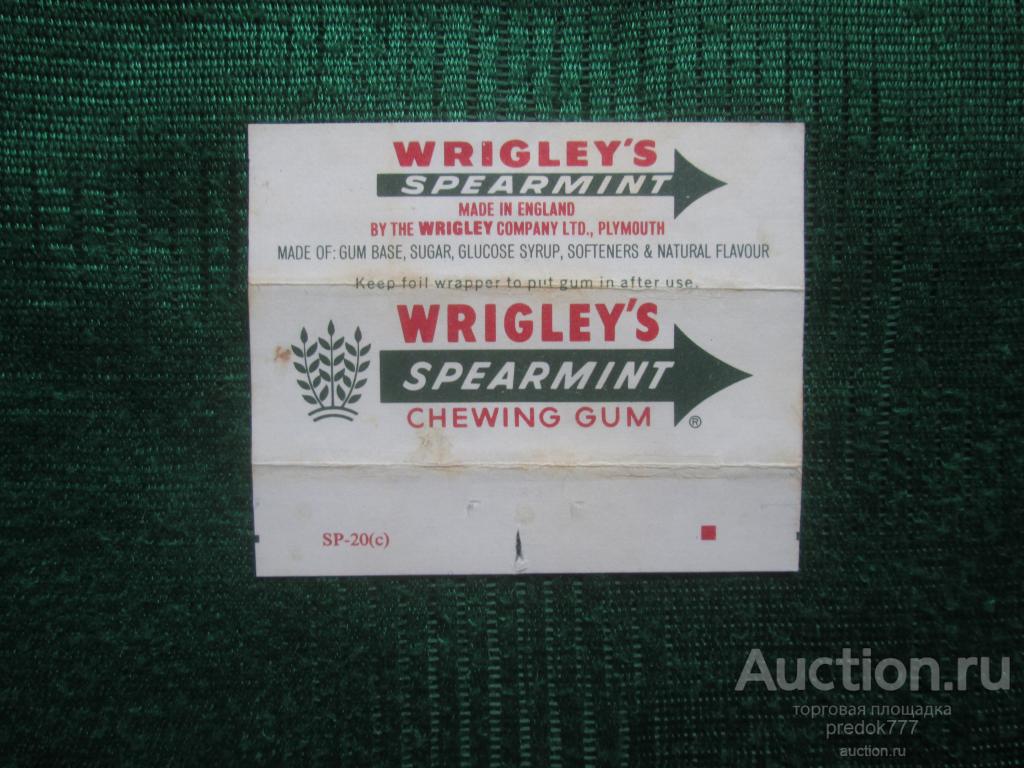 WRIGLEY'S
SPEARMINT
MADE IN ENGLAND
BY THE WRIGLEY COMPANY LTD., PLYMOUTH
MADE OF: GUM BASE, SUGAR, GLUCOSE SYRUP, SOFTENERS & NATURAL FLAVOUR
Keep foil wrapper to put gum in after use.
WRIGLEY'S
SPEARMINT
CHEWING GUM
®
SP-20(c)
Auction.ru
торговая площадка
predok777
auction.ru